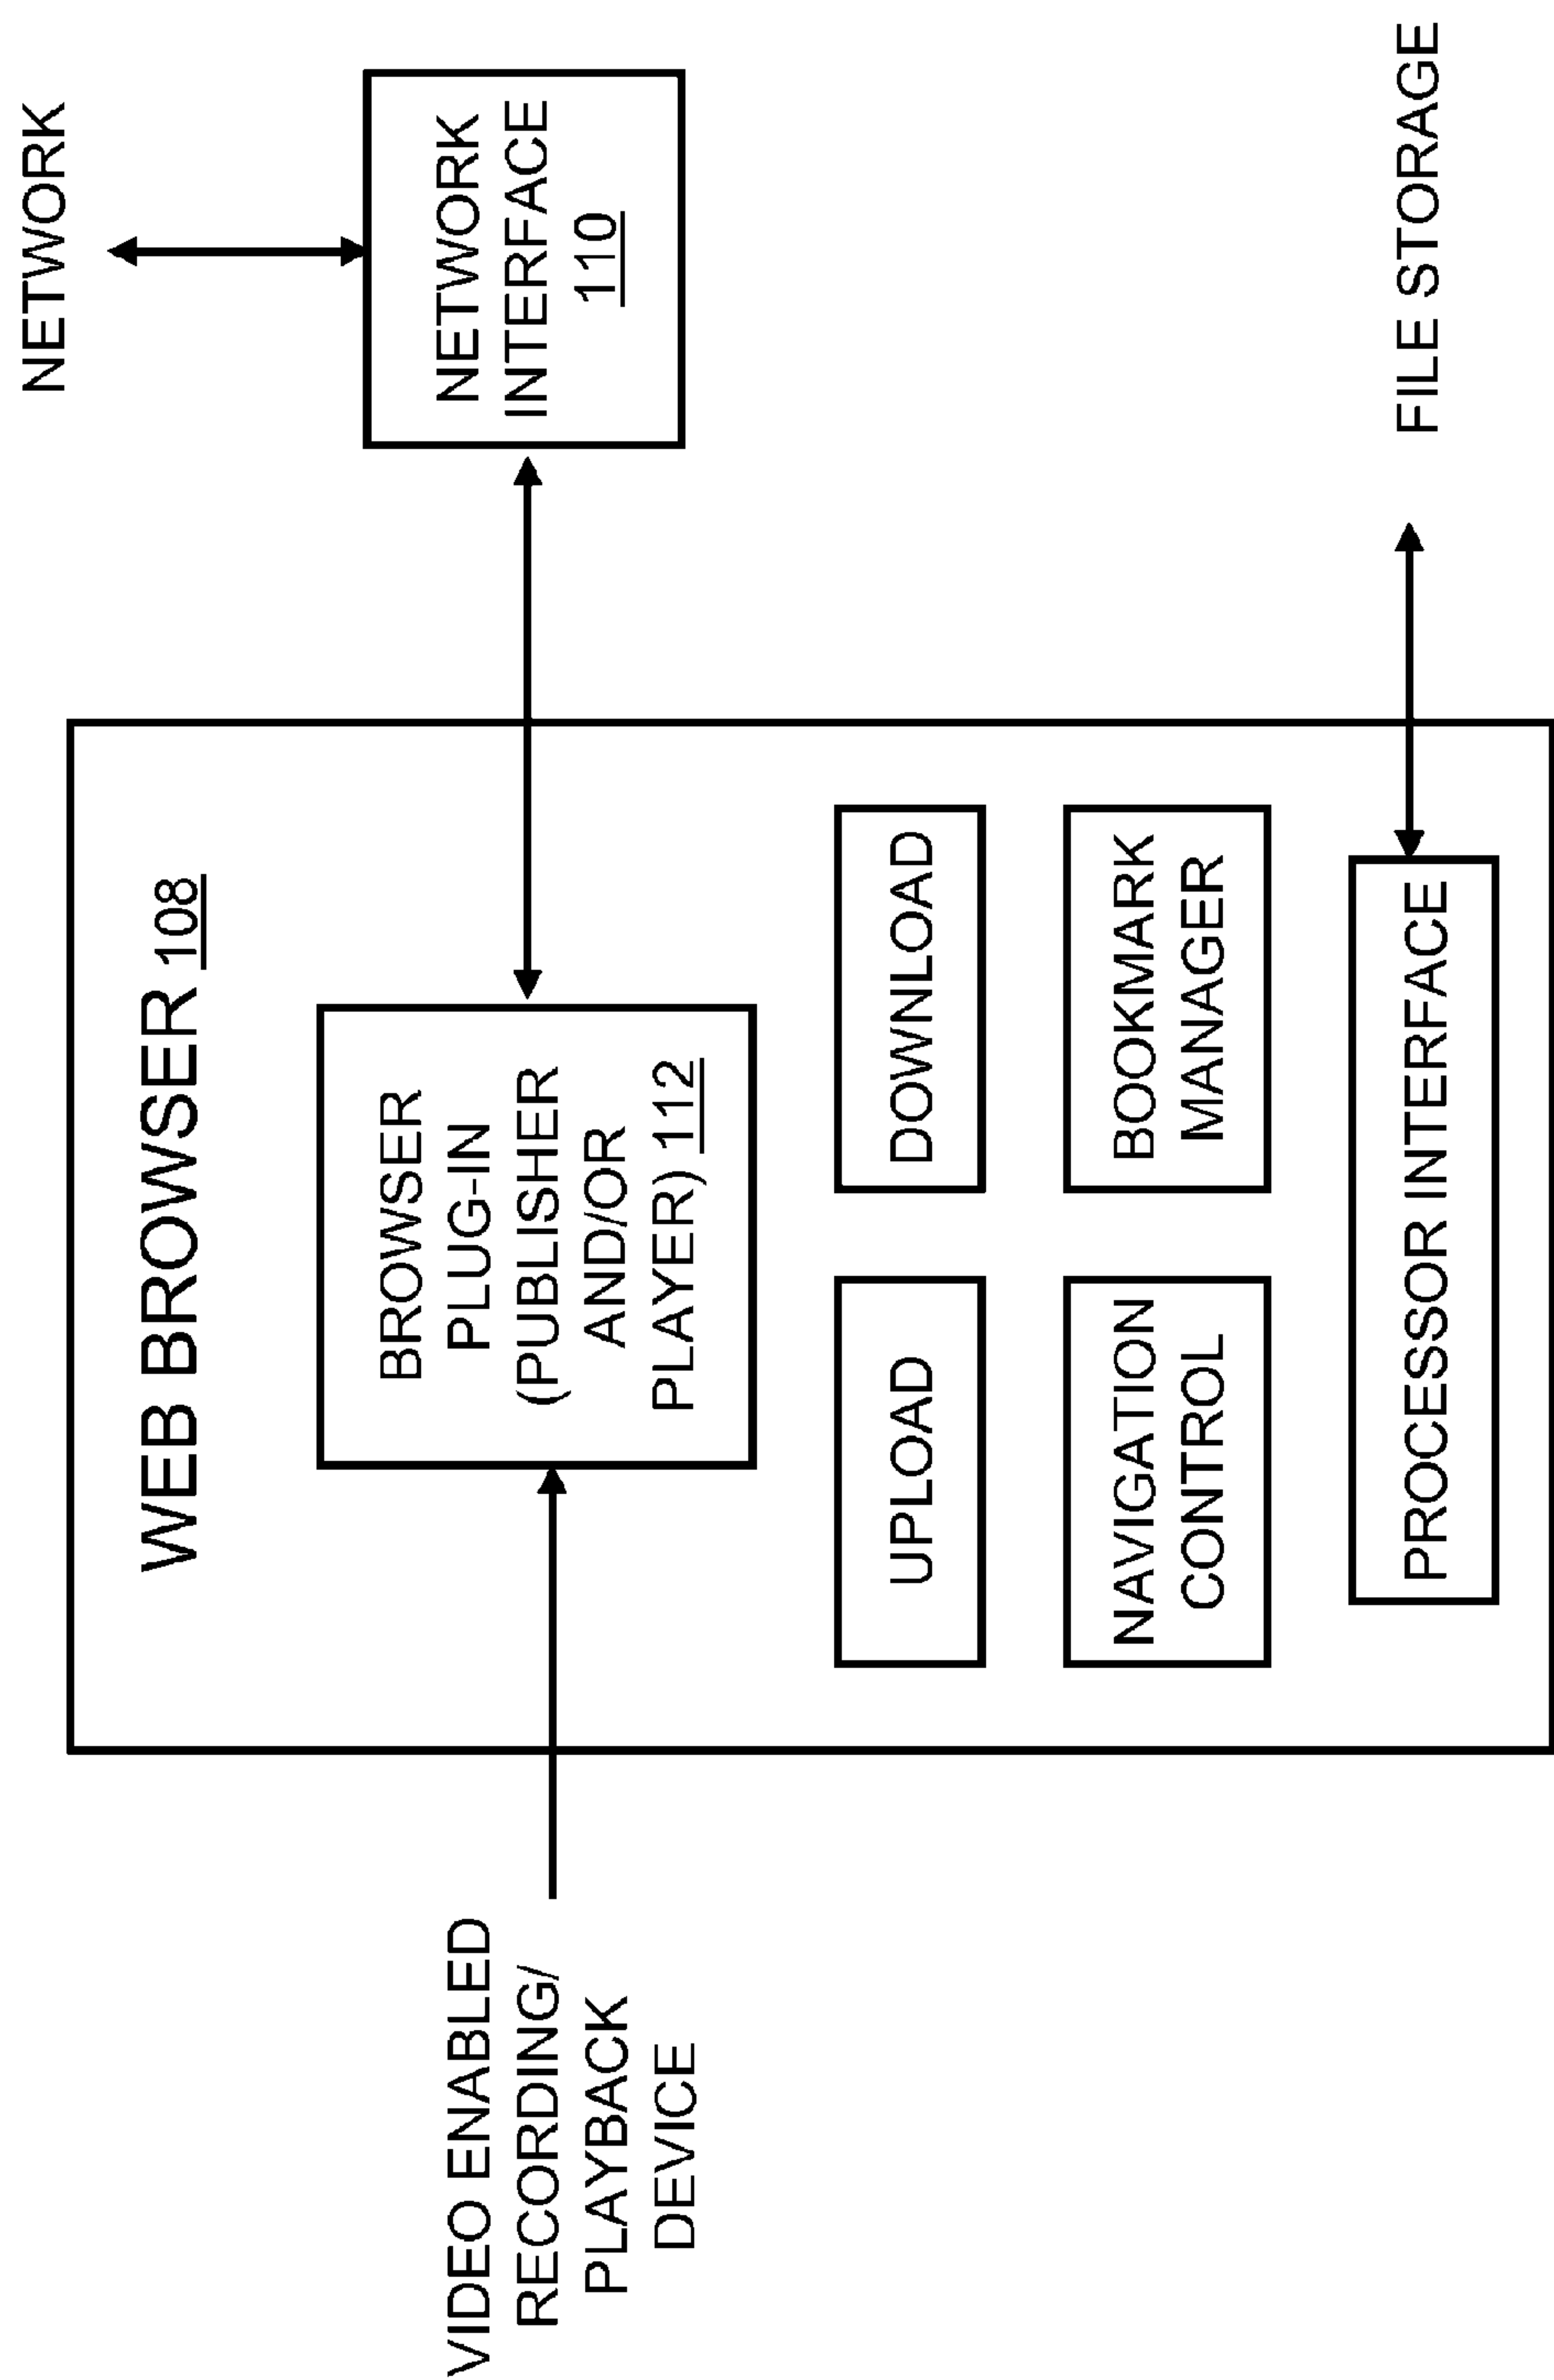 NETWORK
NETWORK
INTERFACE
110
WEB BROWSER 108
BROWSER
PLUG-IN
(PUBLISHER
AND/OR
PLAYER) 112
VIDEO ENABLED
RECORDING/
PLAYBACK
DEVICE
UPLOAD
DOWNLOAD
NAVIGATION
CONTROL
BOOKMARK
MANAGER
PROCESSOR INTERFACE
FILE STORAGE